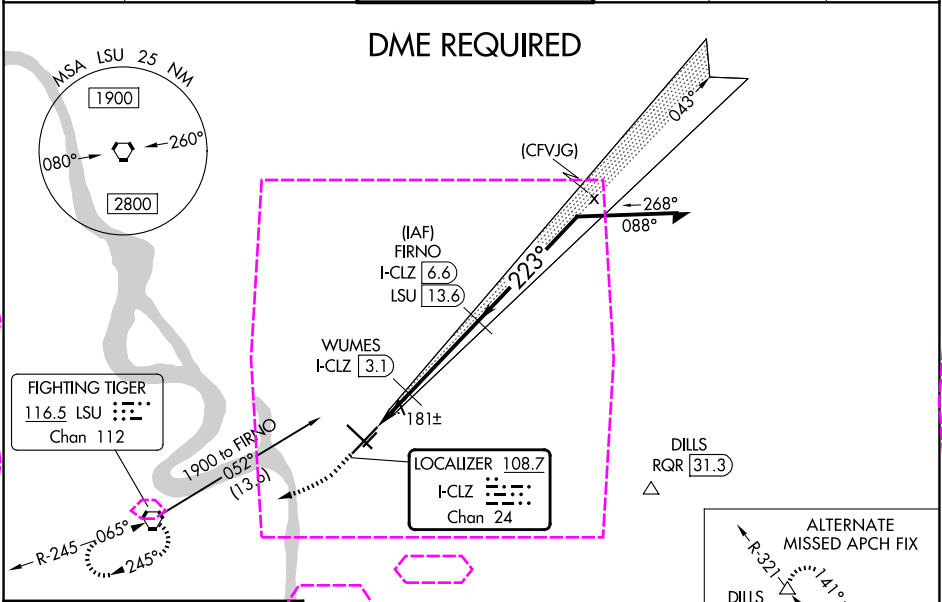 DME REQUIRED
MSA LSU 25 NM
1900
080°
260°
2800
043°
(CFVJG)
268°
088°
(IAF)
FIRNO
I-CLZ 6.6
LSU 13.6
223°
WUMES
I-CLZ 3.1
181±
FIGHTING TIGER
116.5 LSU
Chan 112
1900 to FIRNO
052°
(13.6)
LOCALIZER 108.7
I-CLZ
Chan 24
DILLS
RQR 31.3
R-245
065°
245°
ALTERNATE
MISSED APCH FIX
R-321
141°
DILLS